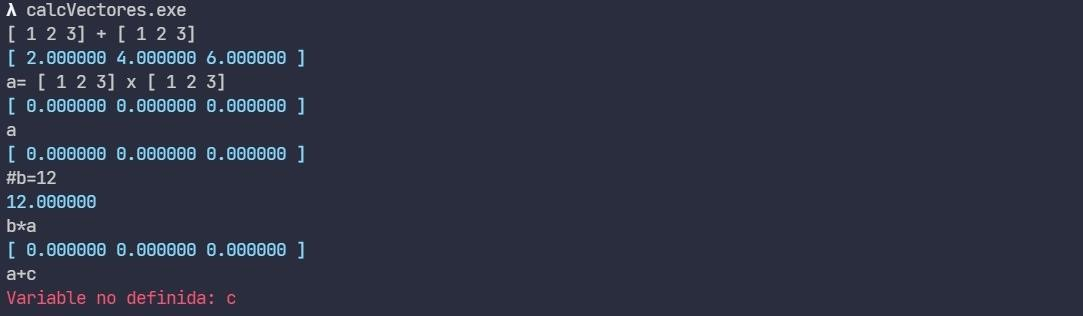 λ calcVectores.exe
[ 1 2 3] + [ 1 2 3]
[ 2.000000 4.000000 6.000000 ]
a= [ 1 2 3] x [ 1 2 3]
[ 0.000000 0.000000 0.000000 ]
a
[ 0.000000 0.000000 0.000000 ]
#b=12
12.000000
b*a
[ 0.000000 0.000000 0.000000 ]
a+c
Variable no definida: c